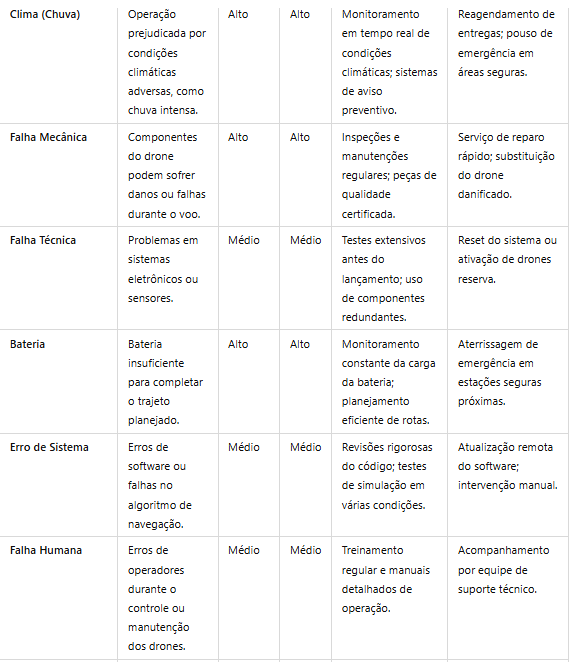 Clima (Chuva)
Operação
prejudicada por
condições
climáticas
adversas, como
chuva intensa.
Alto
Alto
Monitoramento
em tempo real de
condições
climáticas; sistemas
de aviso
preventivo.
Reagendamento de
entregas; pouso de
emergência em
áreas seguras.
Falha Mecânica
Componentes
do drone
podem sofrer
danos ou falhas
durante o voo.
Alto
Alto
Inspeções e
manutenções
regulares; peças de
qualidade
certificada.
Serviço de reparo
rápido; substituição
do drone
danificado.
Falha Técnica
Problemas em
sistemas
eletrônicos ou
sensores.
Médio
Médio
Testes extensivos
antes do
lançamento; uso
de componentes
redundantes.
Reset do sistema ou
ativação de drones
reserva.
Bateria
Bateria
insuficiente
para completar
o trajeto
planejado.
Alto
Alto
Monitoramento
constante da carga
da bateria;
planejamento
eficiente de rotas.
Aterrissagem de
emergência em
estações seguras
próximas.
Erro de Sistema
Erros de
software ou
falhas no
algoritmo de
navegação.
Médio
Médio
Revisões rigorosas
do código; testes
de simulação em
várias condições.
Atualização remota
do software;
intervenção manual.
Falha Humana
Erros de
operadores
durante o
controle ou
manutenção
dos drones.
Médio
Médio
Treinamento
regular e manuais
detalhados de
operação.
Acompanhamento
por equipe de
suporte técnico.